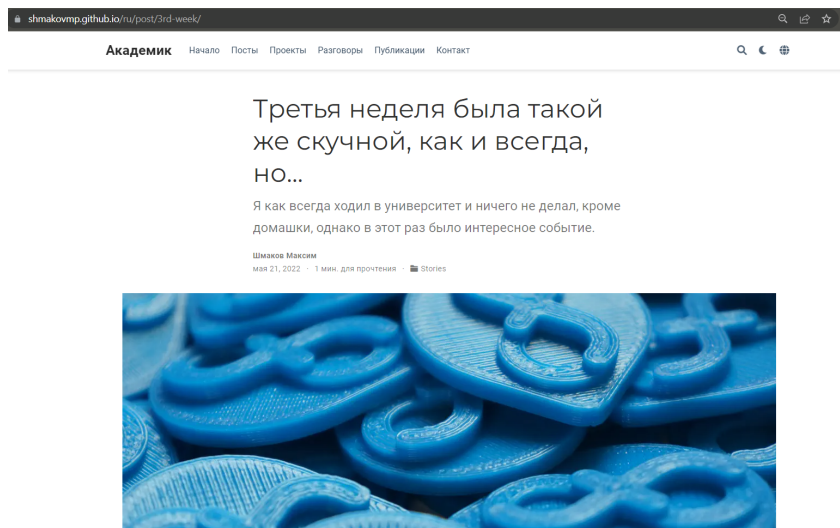 shmakovmp.github.io/ru/post/3rd-week/
Академик Начало Посты Проекты Разговоры Публикации Контакт
Третья неделя была такой
же скучной, как и всегда,
но...
Я как всегда ходил в университет и ничего не делал, кроме
домашки, однако в этот раз было интересное событие.
Шмаков Максим
мая 21, 2022 · 1 мин. для прочтения · Stories